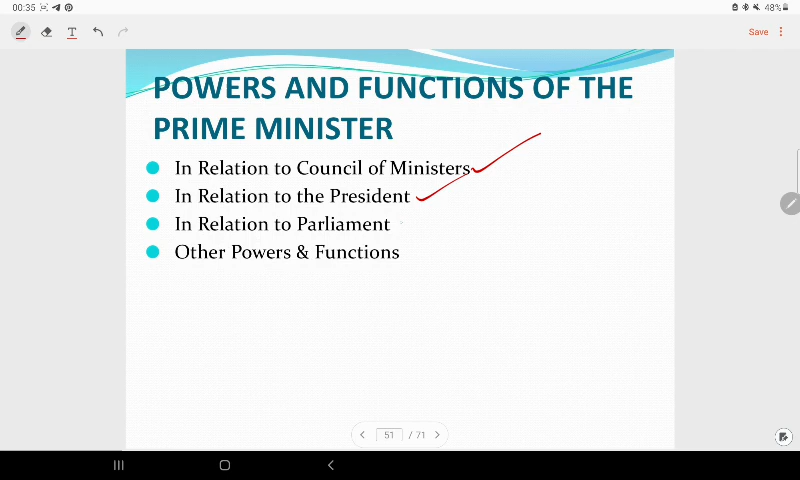 00:35
48%
T
Save
POWERS AND FUNCTIONS OF THE
PRIME MINISTER
In Relation to Council of Ministers
In Relation to the President
In Relation to Parliament
Other Powers & Functions
51 / 71